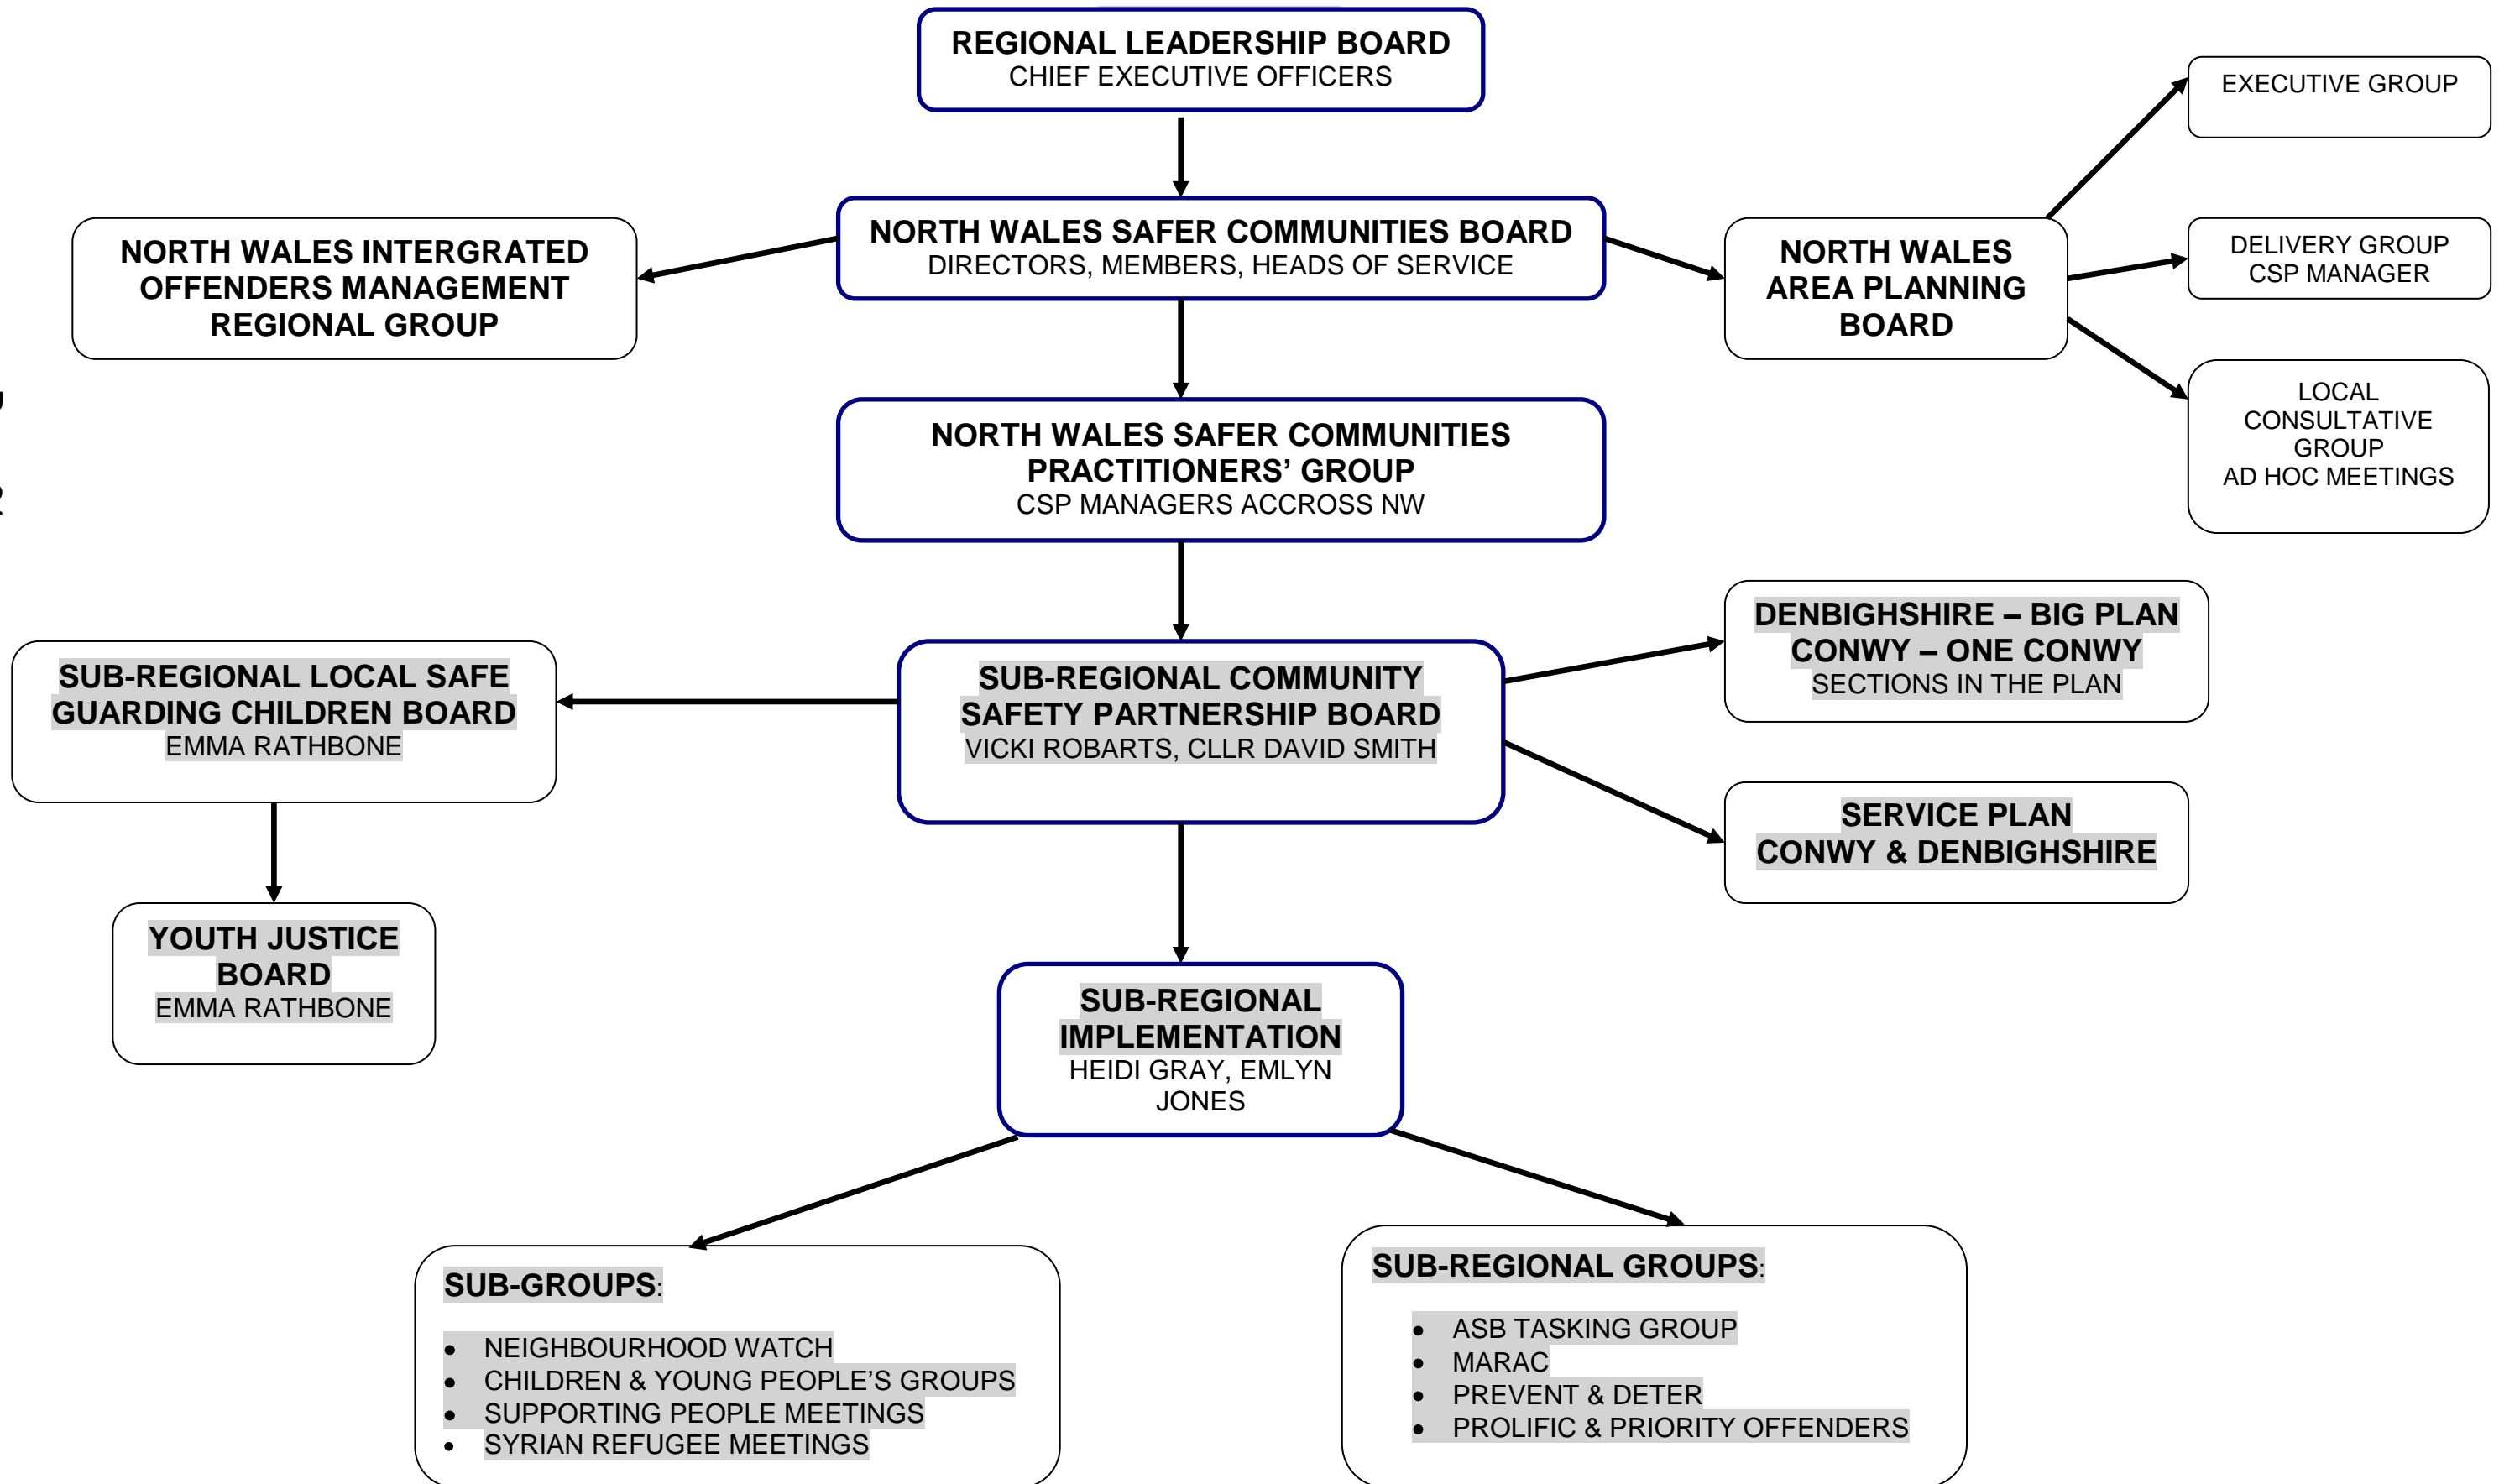 REGIONAL LEADERSHIP BOARD
CHIEF EXECUTIVE OFFICERS
EXECUTIVE GROUP
NORTH WALES SAFER COMMUNITIES BOARD
DIRECTORS, MEMBERS, HEADS OF SERVICE
NORTH WALES INTERGRATED
OFFENDERS MANAGEMENT
REGIONAL GROUP
NORTH WALES
AREA PLANNING
BOARD
DELIVERY GROUP
CSP MANAGER
LOCAL
CONSULTATIVE
GROUP
AD HOC MEETINGS
NORTH WALES SAFER COMMUNITIES
PRACTITIONERS’ GROUP
CSP MANAGERS ACCROSS NW
DENBIGHSHIRE – BIG PLAN
CONWY – ONE CONWY
SECTIONS IN THE PLAN
SUB-REGIONAL LOCAL SAFE
GUARDING CHILDREN BOARD
EMMA RATHBONE
SUB-REGIONAL COMMUNITY
SAFETY PARTNERSHIP BOARD
VICKI ROBARTS, CLLR DAVID SMITH
SERVICE PLAN
CONWY & DENBIGHSHIRE
YOUTH JUSTICE
BOARD
EMMA RATHBONE
SUB-REGIONAL
IMPLEMENTATION
HEIDI GRAY, EMLYN
JONES
SUB-GROUPS:
• NEIGHBOURHOOD WATCH
• CHILDREN & YOUNG PEOPLE’S GROUPS
• SUPPORTING PEOPLE MEETINGS
• SYRIAN REFUGEE MEETINGS
SUB-REGIONAL GROUPS:
• ASB TASKING GROUP
• MARAC
• PREVENT & DETER
• PROLIFIC & PRIORITY OFFENDERS